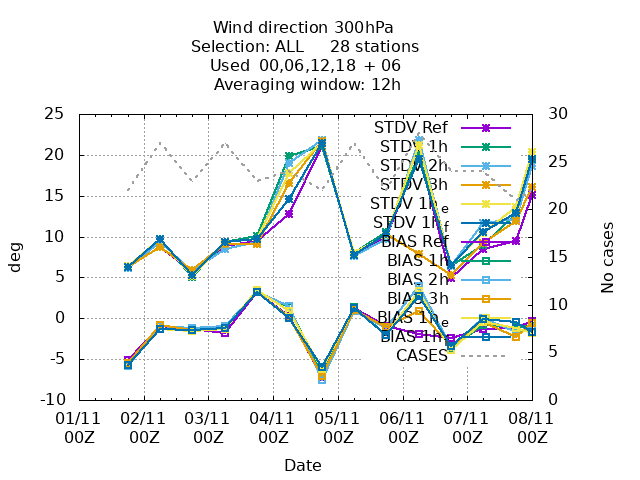 Wind direction 300hPa
Selection: ALL     28 stations
Used  00,06,12,18 + 06
Averaging window: 12h
25
20
15
10
5
0
-5
-10
deg
30
25
20
15
10
5
0
No cases
STDV Ref
STDV 1h
STDV 2h
STDV 3h
STDV 1h_e
STDV 1h_f
BIAS Ref
BIAS 1h
BIAS 2h
BIAS 3h
BIAS 1h_e
BIAS 1h_f
CASES
01/11 02/11 03/11 04/11 05/11 06/11 07/11 08/11
00Z 00Z 00Z 00Z 00Z 00Z 00Z 00Z
Date